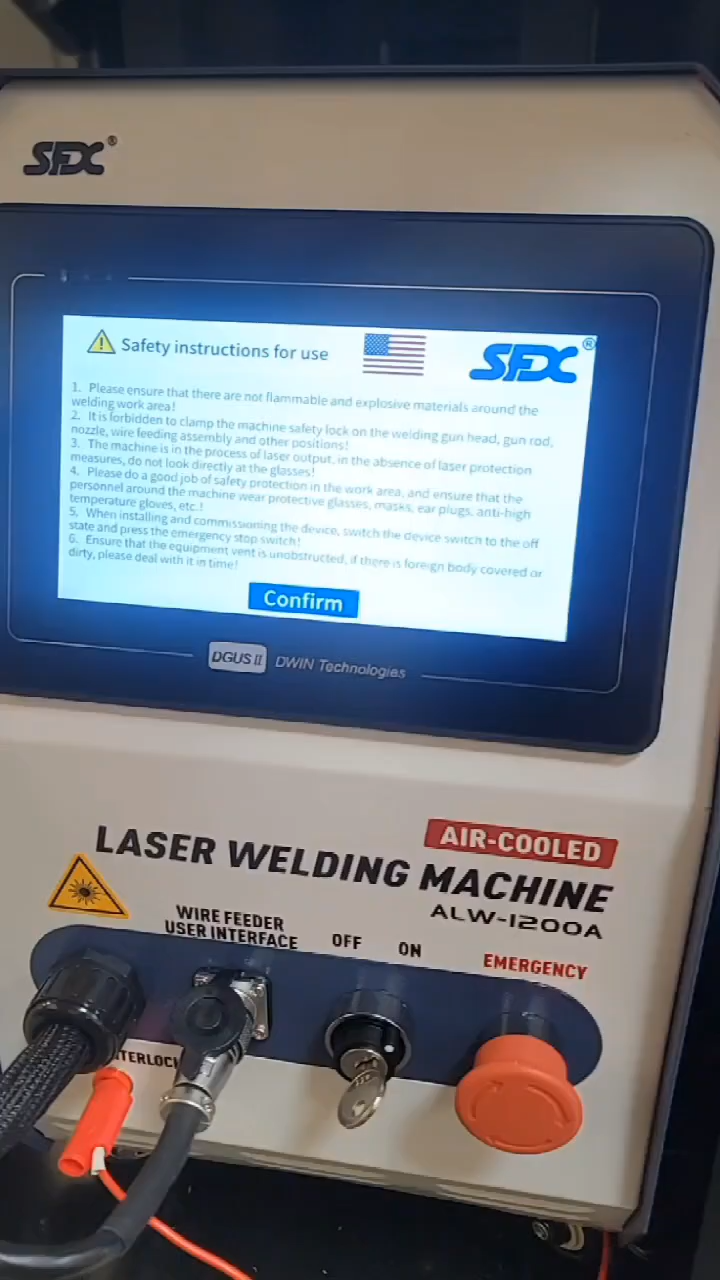 SFX®
Safety instructions for use
SFX®
1. Please ensure that there are not flammable and explosive materials around the
welding work area!
2. It is forbidden to clamp the machine safety lock on the welding gun head, gun rod,
nozzle, wire feeding assembly and other positions!
3. The machine is in the process of laser output, in the absence of laser protection
measures, do not look directly at the glasses!
4. Please do a good job of safety protection in the work area, and ensure that the
personnel around the machine wear protective glasses, masks, ear plugs, anti-high
temperature gloves, etc.!
5. When installing and commissioning the device, switch the device switch to the off
state and press the emergency stop switch!
6. Ensure that the equipment vent is unobstructed, if there is foreign body covered or
dirty, please deal with it in time!
Confirm
DGUS II DWIN Technologies
AIR-COOLED
LASER WELDING MACHINE
ALW-1200A
WIRE FEEDER
USER INTERFACE
OFF ON
EMERGENCY
NTERLOCK